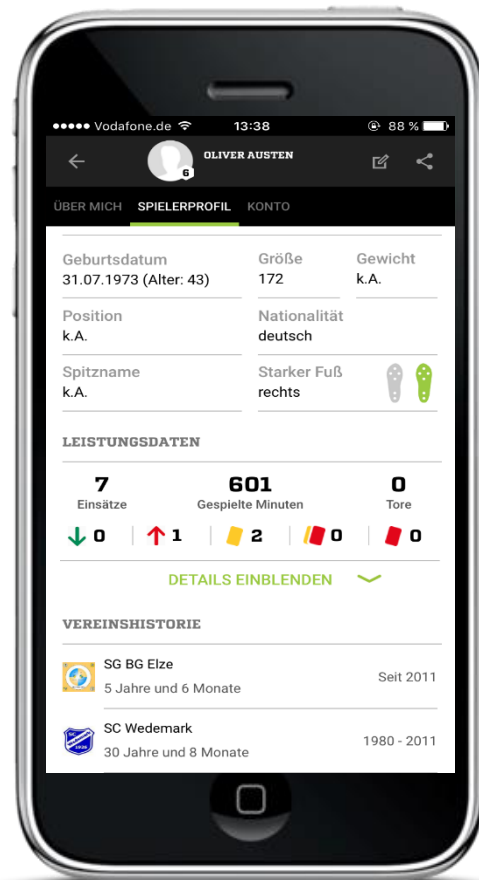 Vodafone.de 13:38 88 %
OLIVER AUSTEN
6
ÜBER MICH SPIELERPROFIL KONTO
Geburtsdatum Größe Gewicht
31.07.1973 (Alter: 43) 172 k.A.
Position Nationalität
k.A. deutsch
Spitzname Starker Fuß
k.A. rechts
LEISTUNGSDATEN
7 601 0
Einsätze Gespielte Minuten Tore
0 1 2 0 0
DETAILS EINBLENDEN
VEREINSHISTORIE
SG BG Elze
5 Jahre und 6 Monate Seit 2011
SC Wedemark
30 Jahre und 8 Monate 1980 - 2011